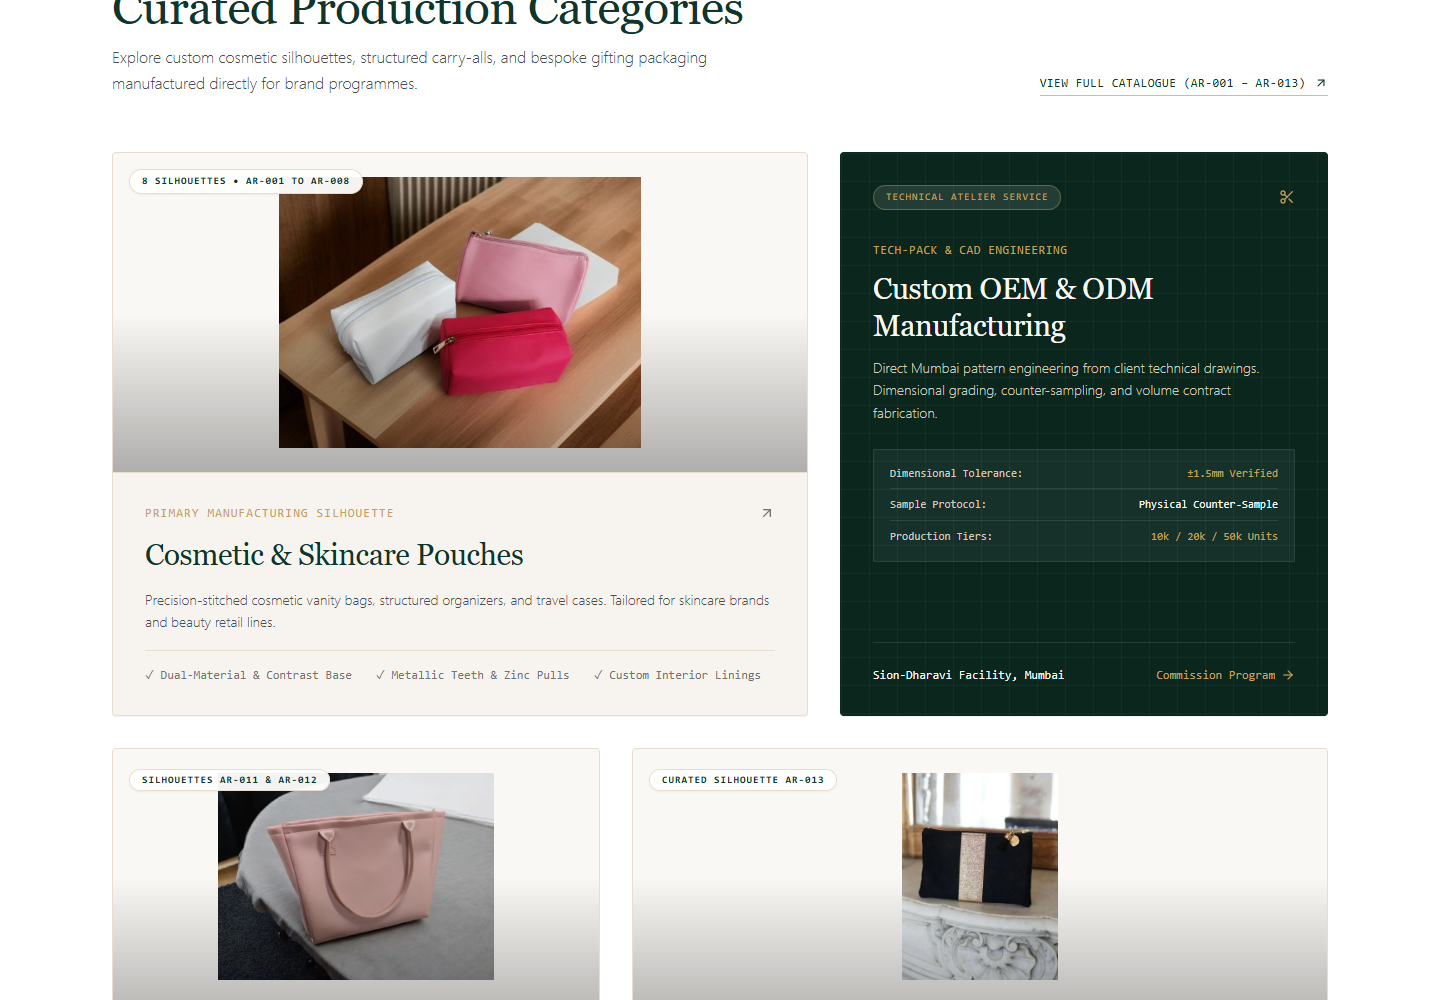 Curated Production Categories
Explore custom cosmetic silhouettes, structured carry-alls, and bespoke gifting packaging
manufactured directly for brand programmes.
VIEW FULL CATALOGUE (AR-001 – AR-013)
8 SILHOUETTES • AR-001 TO AR-008
PRIMARY MANUFACTURING SILHOUETTE
Cosmetic & Skincare Pouches
Precision-stitched cosmetic vanity bags, structured organizers, and travel cases. Tailored for skincare brands
and beauty retail lines.
✓ Dual-Material & Contrast Base ✓ Metallic Teeth & Zinc Pulls ✓ Custom Interior Linings
TECHNICAL ATELIER SERVICE
TECH-PACK & CAD ENGINEERING
Custom OEM & ODM
Manufacturing
Direct Mumbai pattern engineering from client technical drawings.
Dimensional grading, counter-sampling, and volume contract
fabrication.
Dimensional Tolerance: ±1.5mm Verified
Sample Protocol: Physical Counter-Sample
Production Tiers: 10k / 20k / 50k Units
Sion-Dharavi Facility, Mumbai Commission Program →
SILHOUETTES AR-011 & AR-012
CURATED SILHOUETTE AR-013